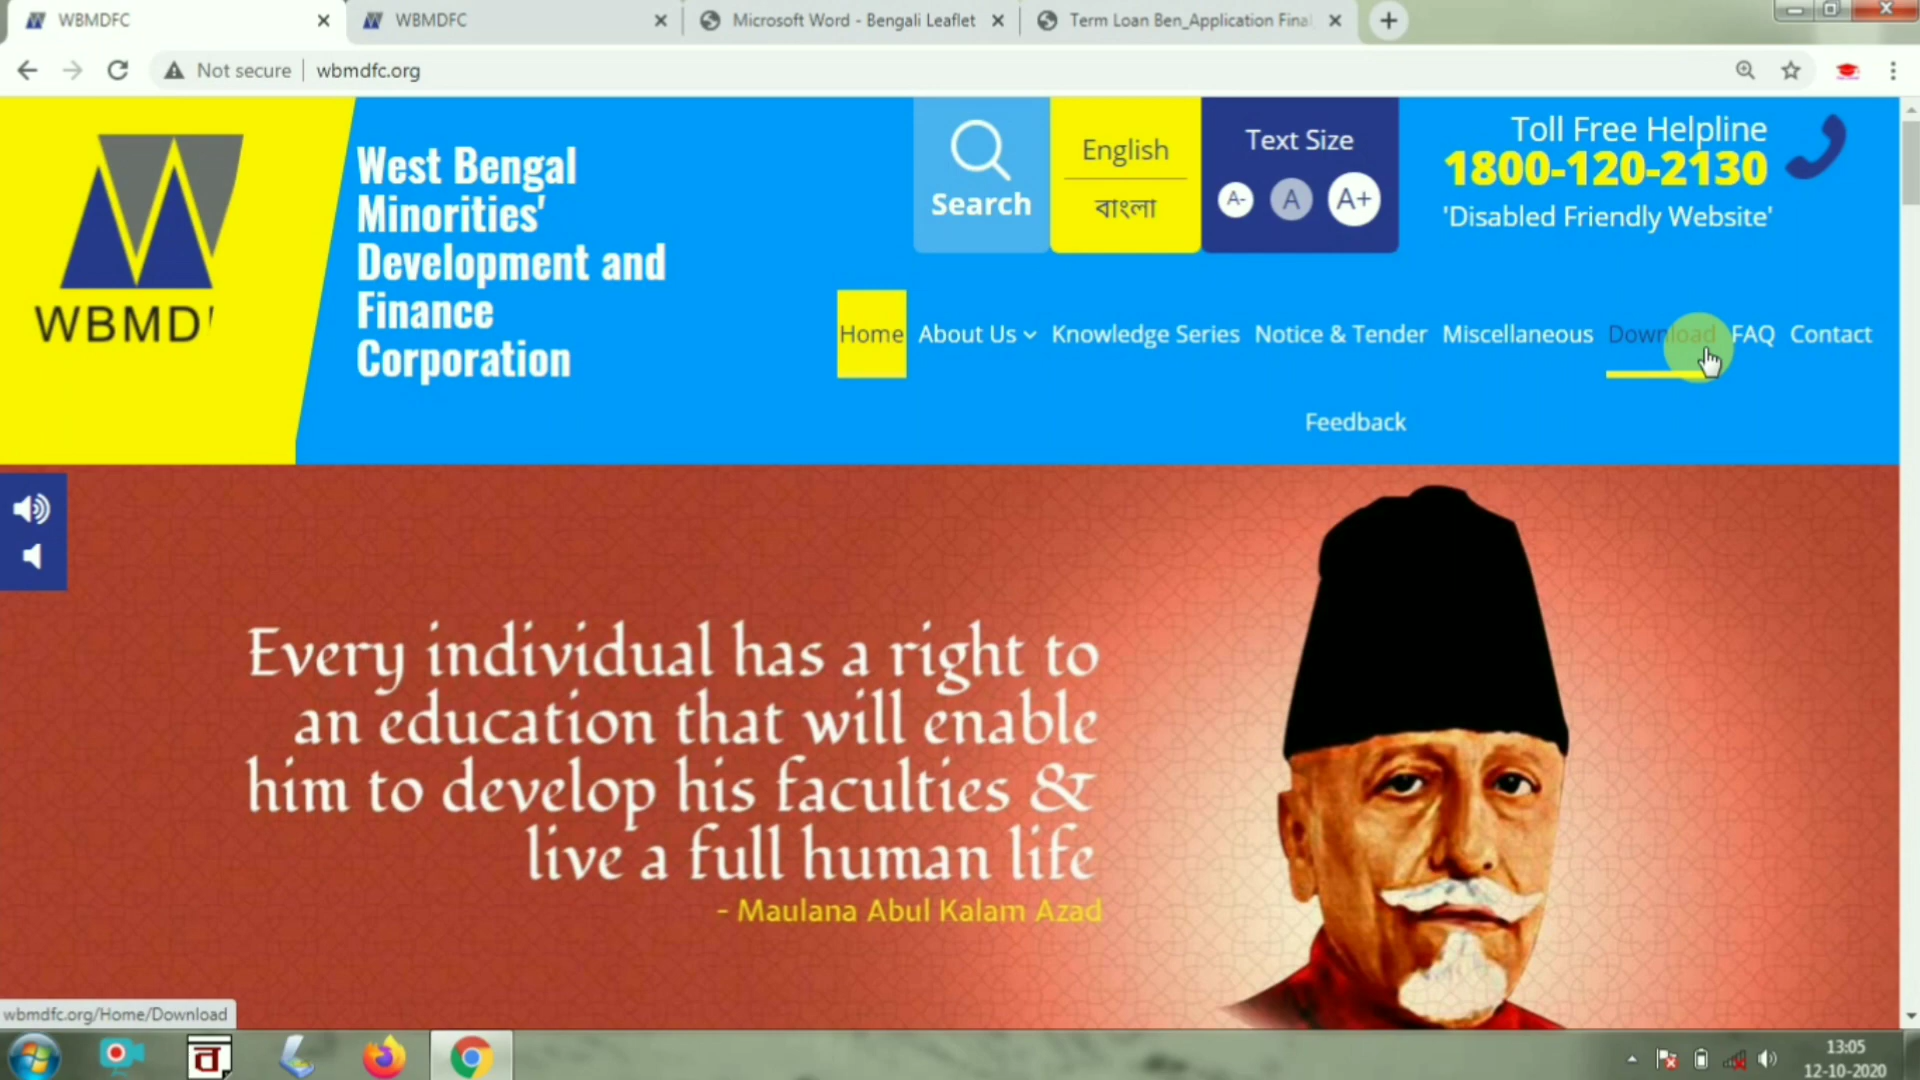 WBMDFC
WBMDFC
Microsoft Word - Bengali Leaflet
Term Loan Ben_Application Fina
Not secure
wbmdfc.org
WBMD
West Bengal
Minorities'
Development and
Finance
Corporation
Search
English
বাংলা
Text Size
A-
A
A+
Toll Free Helpline
1800-120-2130
'Disabled Friendly Website'
Home
About Us
Knowledge Series
Notice & Tender
Miscellaneous
Download
FAQ
Contact
Feedback
Every individual has a right to
an education that will enable
him to develop his faculties &
live a full human life
- Maulana Abul Kalam Azad
wbmdfc.org/Home/Download
13:05
12-10-2020